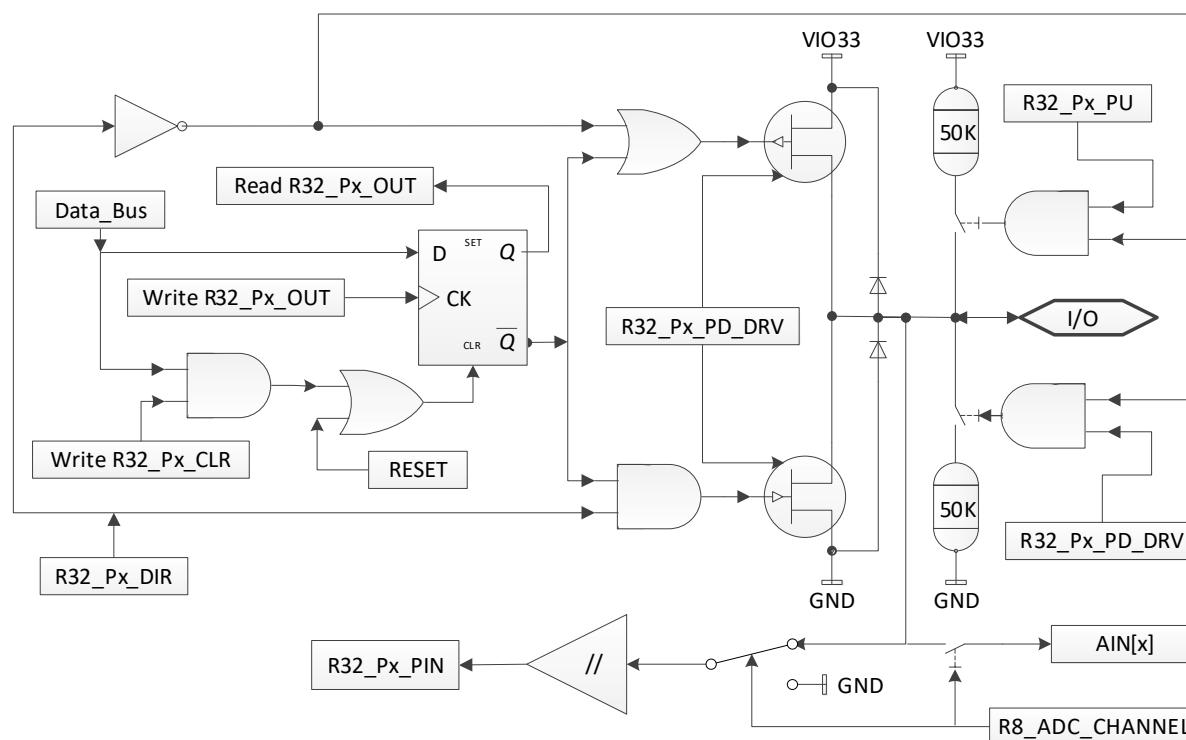 VIO33
VIO33
R32_Px_PU
50K
Read R32_Px_OUT
Data_Bus
D
SET
Q
Write R32_Px_OUT
CK
R32_Px_PD_DRV
I/O
CLR
Q
Write R32_Px_CLR
RESET
50K
R32_Px_PD_DRV
R32_Px_DIR
GND
GND
R32_Px_PIN
//
AIN[x]
GND
R8_ADC_CHANNEL